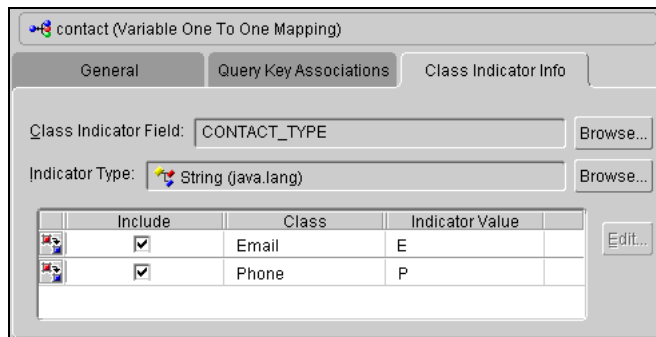 contact (Variable One To One Mapping)
General Query Key Associations Class Indicator Info
Class Indicator Field: CONTACT_TYPE Browse...
Indicator Type: String (java.lang) Browse...
Include Class Indicator Value
Email E Edit...
Phone P